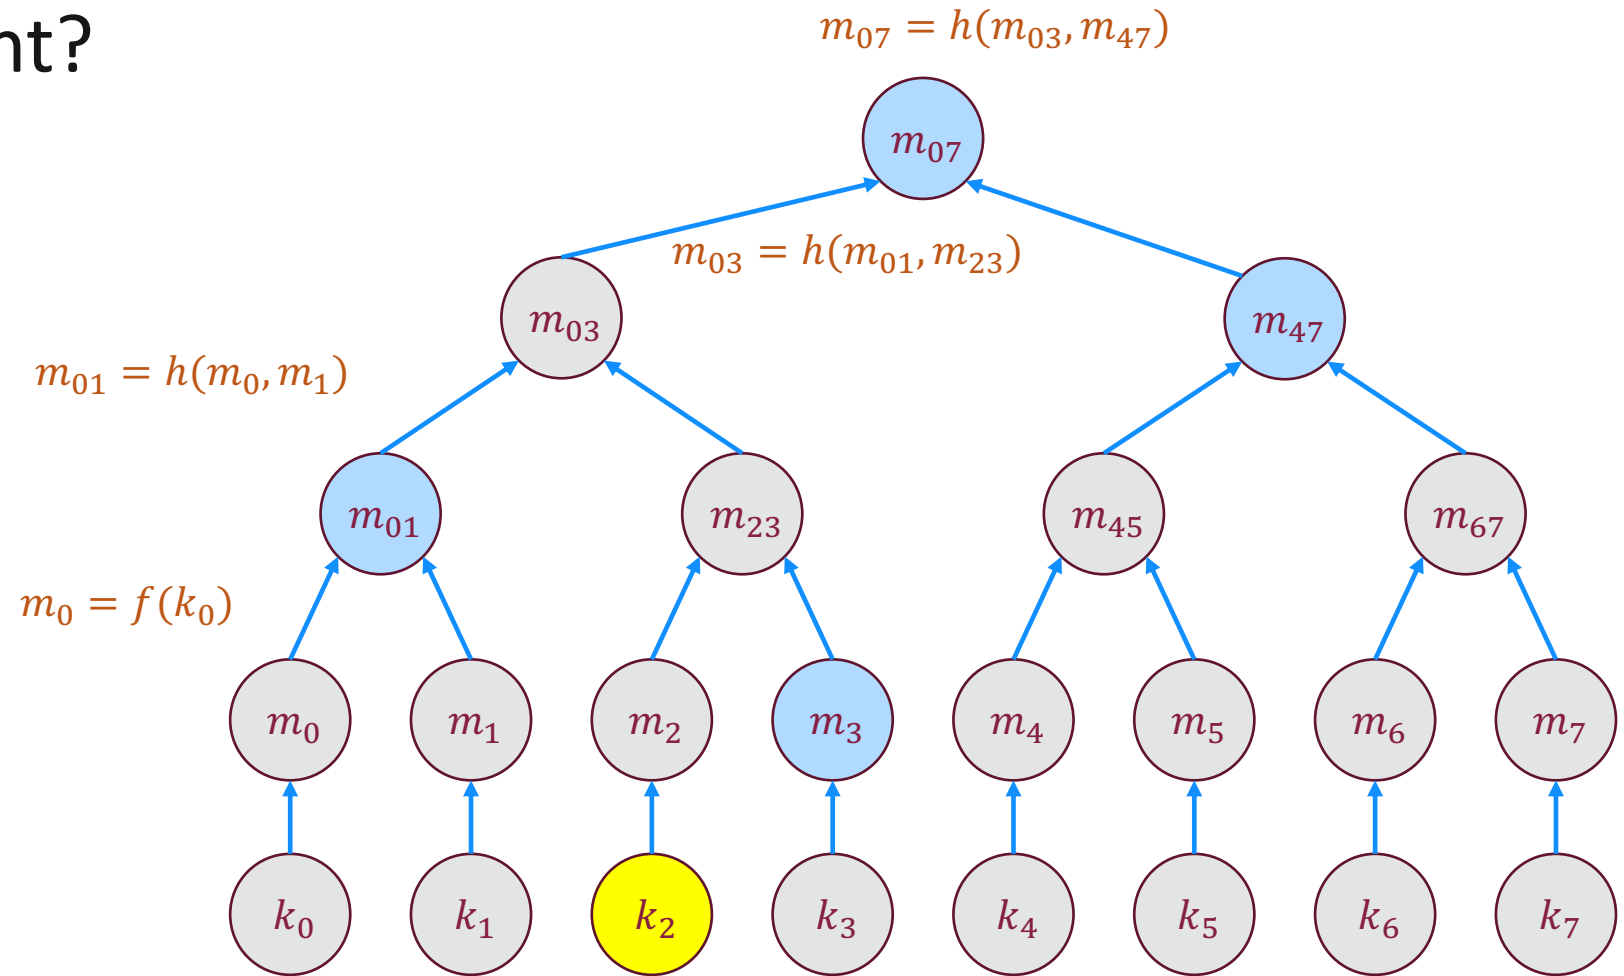 nt?
m₀₇ = h(m₀₃, m₄₇)
m₀₇
m₀₃ = h(m₀₁, m₂₃)
m₀₃ m₄₇
m₀₁ = h(m₀, m₁)
m₀₁ m₂₃ m₄₅ m₆₇
m₀ = f(k₀)
m₀ m₁ m₂ m₃ m₄ m₅ m₆ m₇
k₀ k₁ k₂ k₃ k₄ k₅ k₆ k₇